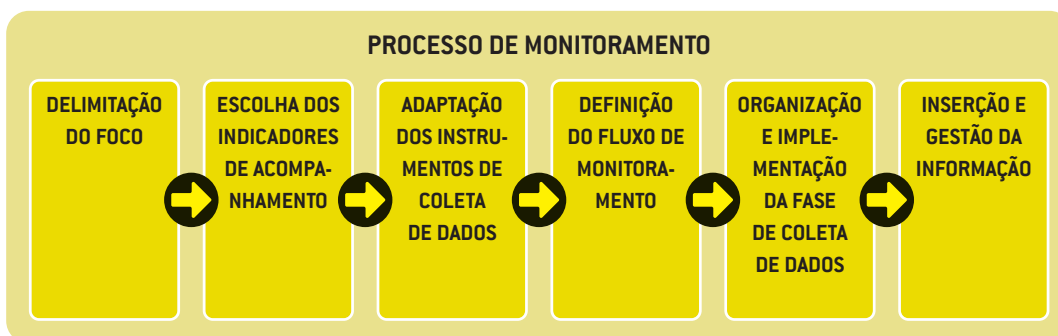 PROCESSO DE MONITORAMENTO
DELIMITAÇÃO
DO FOCO
ESCOLHA DOS
INDICADORES
DE ACOMPA-
NHAMENTO
ADAPTAÇÃO
DOS INSTRU-
MENTOS DE
COLETA
DE DADOS
DEFINIÇÃO
DO FLUXO DE
MONITORA-
MENTO
ORGANIZAÇÃO
E IMPLE-
MENTAÇÃO
DA FASE
DE COLETA
DE DADOS
INSERÇÃO E
GESTÃO DA
INFORMAÇÃO